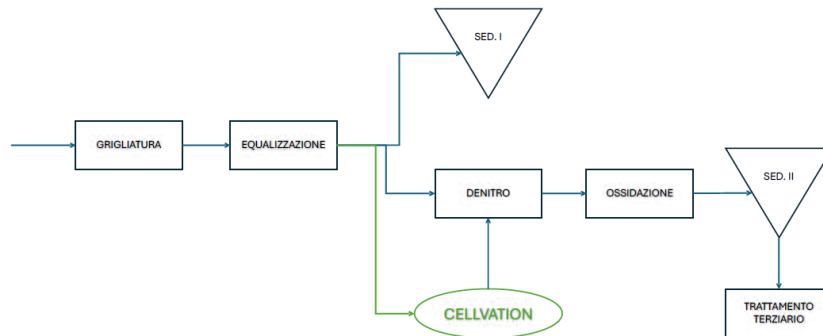 SED. I
GRIGLIATURA
EQUALIZZAZIONE
SED. II
DENITRO
OSSIDAZIONE
CELLVATION
TRATTAMENTO
TERZIARIO